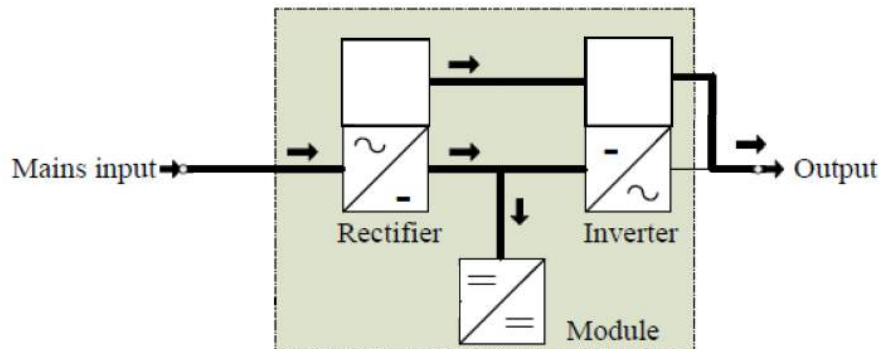 Mains input
Output
Rectifier
Inverter
Module